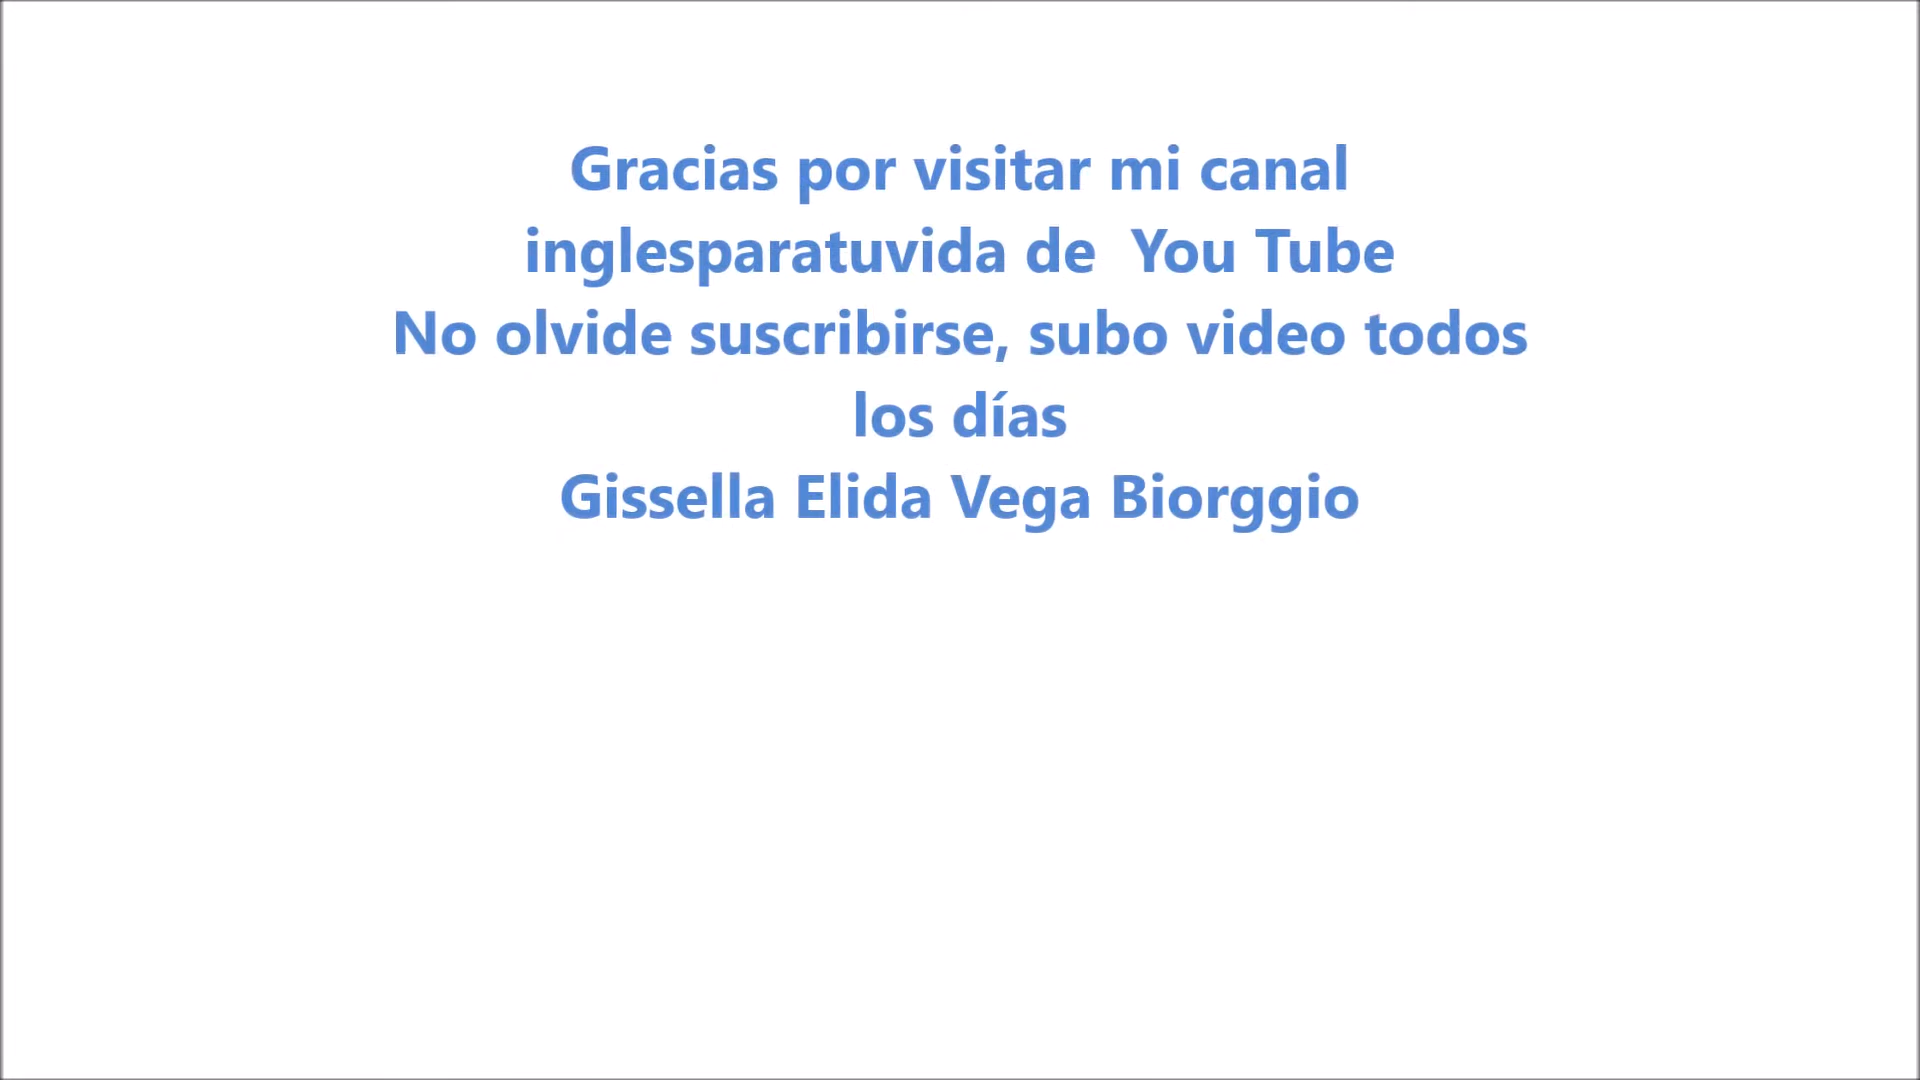 Gracias por visitar mi canal
inglesparatuvida de  You Tube
No olvide suscribirse, subo video todos
los días
Gissella Elida Vega Biorggio